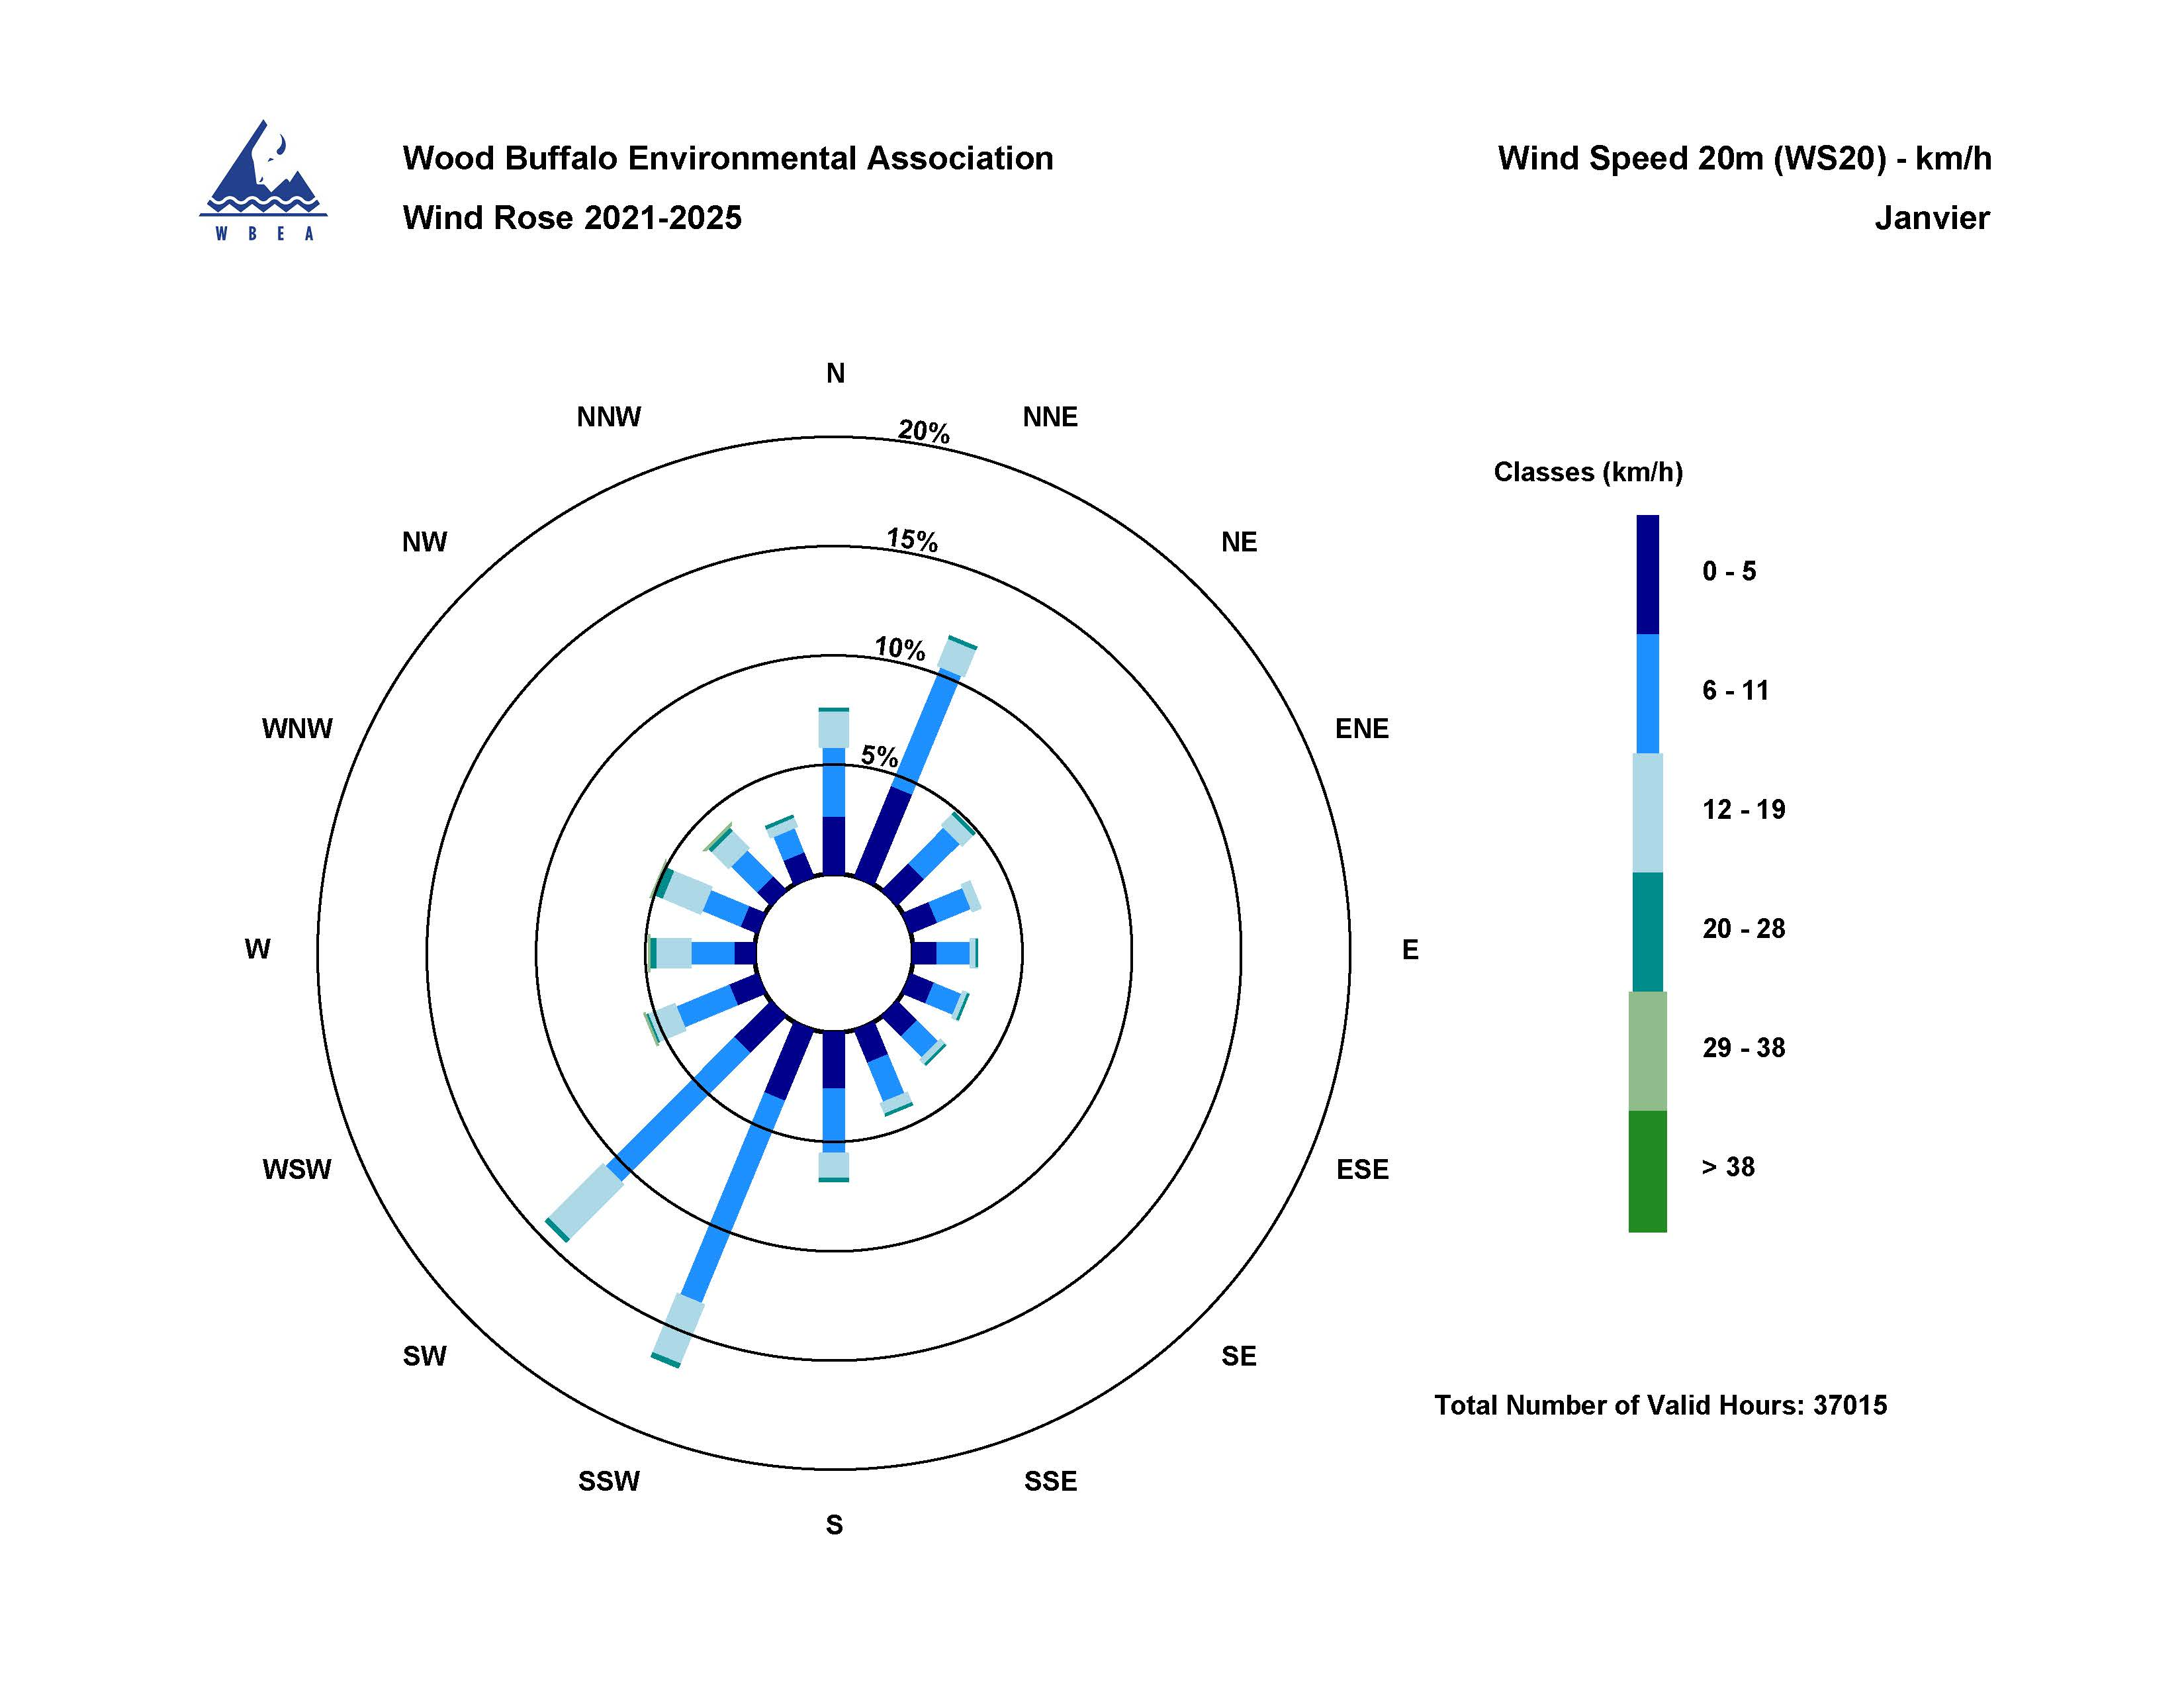 Wood Buffalo Environmental Association
Wind Speed 20m (WS20) - km/h
Wind Rose 2021-2025
Janvier
W B E A
N
NNW
NNE
20%
NW
NE
15%
Classes (km/h)
0 - 5
10%
6 - 11
WNW
ENE
5%
12 - 19
W
E
20 - 28
29 - 38
WSW
ESE
> 38
SW
SE
Total Number of Valid Hours: 37015
SSW
SSE
S